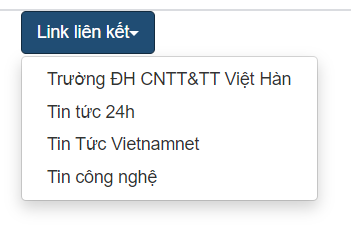 Link liên kết
Trường ĐH CNTT&TT Việt Hàn
Tin tức 24h
Tin Tức Vietnamnet
Tin công nghệ